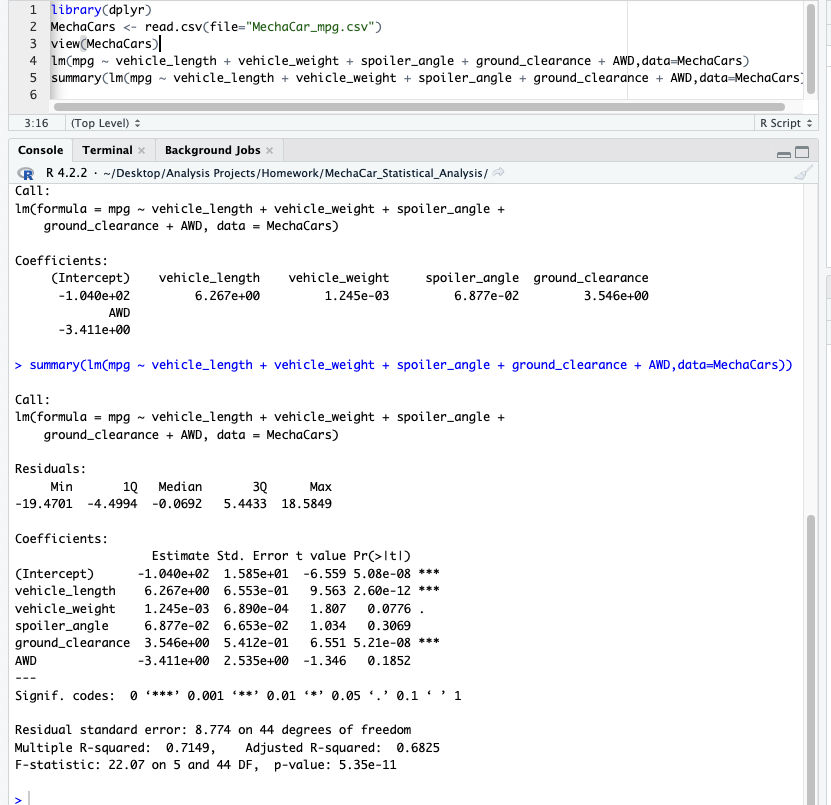 1 library(dplyr)
2 MechaCars <- read.csv(file="MechaCar_mpg.csv")
3 view(MechaCars)
4 lm(mpg ~ vehicle_length + vehicle_weight + spoiler_angle + ground_clearance + AWD,data=MechaCars)
5 summary(lm(mpg ~ vehicle_length + vehicle_weight + spoiler_angle + ground_clearance + AWD,data=MechaCars)
6
3:16 (Top Level) R Script
Console Terminal Background Jobs
R R 4.2.2 · ~/Desktop/Analysis Projects/Homework/MechaCar_Statistical_Analysis/
Call:
lm(formula = mpg ~ vehicle_length + vehicle_weight + spoiler_angle +
    ground_clearance + AWD, data = MechaCars)
Coefficients:
     (Intercept)    vehicle_length    vehicle_weight     spoiler_angle  ground_clearance
      -1.040e+02         6.267e+00         1.245e-03         6.877e-02         3.546e+00
             AWD
      -3.411e+00
> summary(lm(mpg ~ vehicle_length + vehicle_weight + spoiler_angle + ground_clearance + AWD,data=MechaCars))
Call:
lm(formula = mpg ~ vehicle_length + vehicle_weight + spoiler_angle +
    ground_clearance + AWD, data = MechaCars)
Residuals:
     Min       1Q   Median       3Q      Max
-19.4701  -4.4994  -0.0692   5.4433  18.5849
Coefficients:
                   Estimate Std. Error t value Pr(>|t|)
(Intercept)      -1.040e+02  1.585e+01  -6.559 5.08e-08 ***
vehicle_length    6.267e+00  6.553e-01   9.563 2.60e-12 ***
vehicle_weight    1.245e-03  6.890e-04   1.807   0.0776 .
spoiler_angle     6.877e-02  6.653e-02   1.034   0.3069
ground_clearance  3.546e+00  5.412e-01   6.551 5.21e-08 ***
AWD              -3.411e+00  2.535e+00  -1.346   0.1852
---
Signif. codes:  0 ‘***’ 0.001 ‘**’ 0.01 ‘*’ 0.05 ‘.’ 0.1 ‘ ’ 1
Residual standard error: 8.774 on 44 degrees of freedom
Multiple R-squared:  0.7149,    Adjusted R-squared:  0.6825
F-statistic: 22.07 on 5 and 44 DF,  p-value: 5.35e-11
>